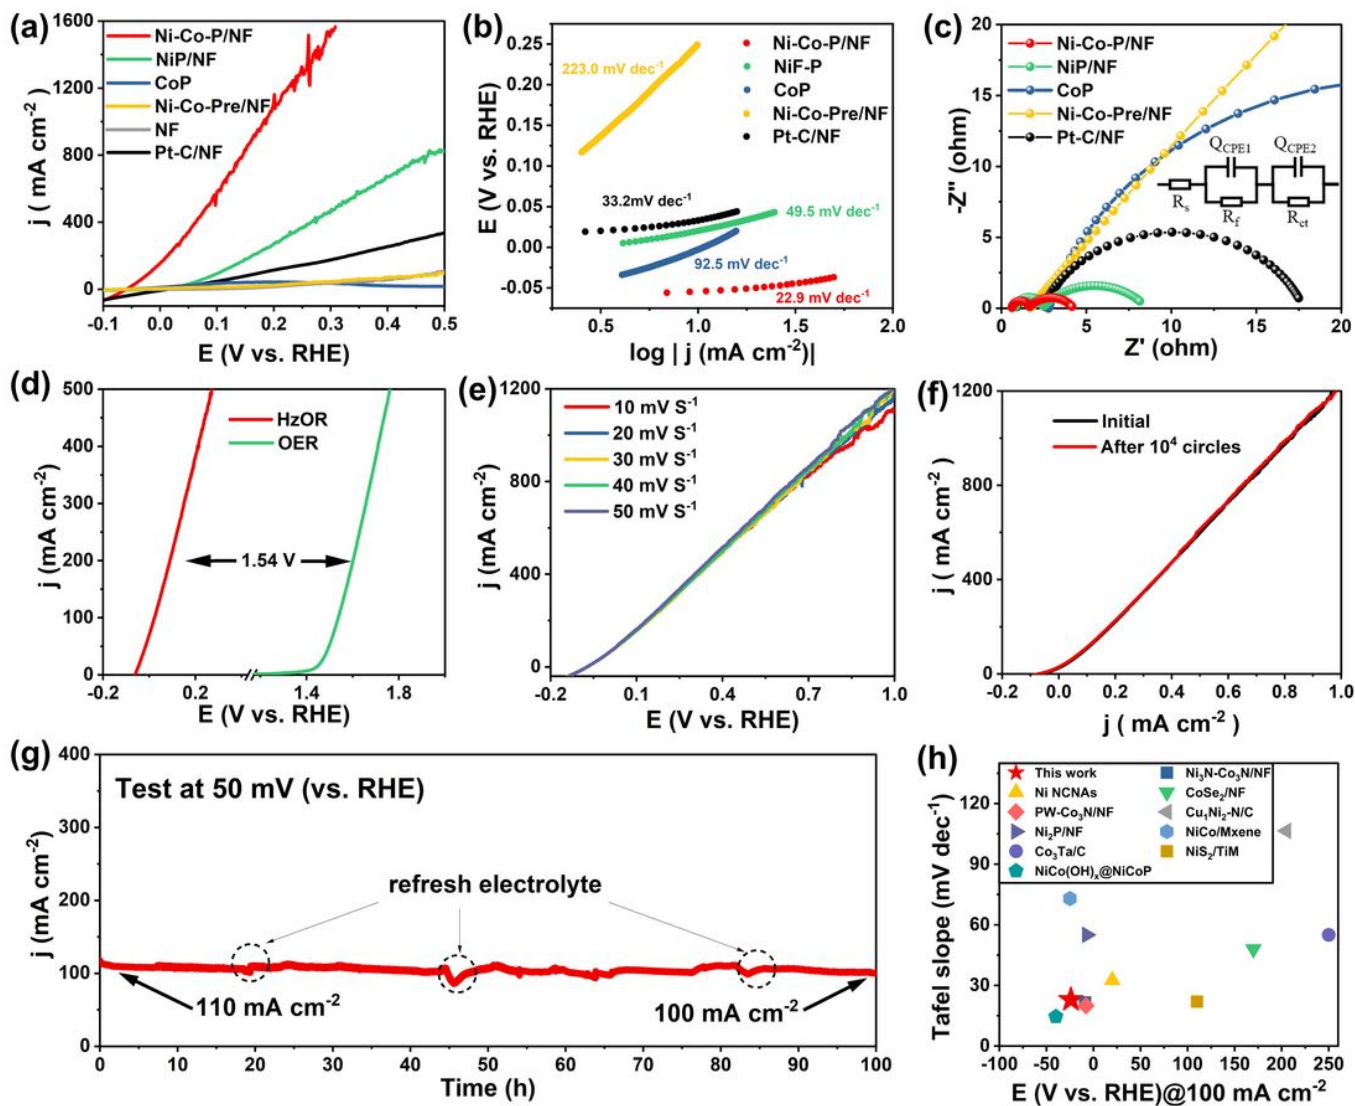 (a)
1600
1200
800
400
0
j ( mA cm⁻²)
Ni-Co-P/NF
NiP/NF
CoP
Ni-Co-Pre/NF
NF
Pt-C/NF
-0.1 0.0 0.1 0.2 0.3 0.4 0.5
E (V vs. RHE)
(b)
0.25
0.20
0.15
0.10
0.05
0.00
-0.05
E (V vs. RHE)
223.0 mV dec⁻¹
Ni-Co-P/NF
NiF-P
CoP
Ni-Co-Pre/NF
Pt-C/NF
33.2mV dec⁻¹
49.5 mV dec⁻¹
92.5 mV dec⁻¹
22.9 mV dec⁻¹
0.5 1.0 1.5 2.0
log | j (mA cm⁻²)|
(c)
20
15
10
5
0
-Z" (ohm)
Ni-Co-P/NF
NiP/NF
CoP
Ni-Co-Pre/NF
Pt-C/NF
Q_CPE1 Q_CPE2
R_s R_f R_ct
5 10 15 20
Z' (ohm)
(d)
500
400
300
200
100
0
j (mA cm⁻²)
HzOR
OER
1.54 V
-0.2 0.2 1.4 1.8
E (V vs. RHE)
(e)
1200
800
400
0
j (mA cm⁻²)
10 mV S⁻¹
20 mV S⁻¹
30 mV S⁻¹
40 mV S⁻¹
50 mV S⁻¹
-0.2 0.1 0.4 0.7 1.0
E (V vs. RHE)
(f)
1200
800
400
0
j ( mA cm⁻² )
Initial
After 10⁴ circles
-0.2 0.0 0.2 0.4 0.6 0.8 1.0
j ( mA cm⁻² )
(g)
400
300
200
100
0
j (mA cm⁻²)
Test at 50 mV (vs. RHE)
refresh electrolyte
110 mA cm⁻²
100 mA cm⁻²
0 10 20 30 40 50 60 70 80 90 100
Time (h)
(h)
120
90
60
30
0
Tafel slope (mV dec⁻¹)
This work
Ni NCNAs
PW-Co₃N/NF
Ni₂P/NF
Co₃Ta/C
NiCo(OH)ₓ@NiCoP
Ni₃N-Co₃N/NF
CoSe₂/NF
Cu₁Ni₂-N/C
NiCo/Mxene
NiS₂/TiM
-100 -50 0 50 100 150 200 250
E (V vs. RHE)@100 mA cm⁻²